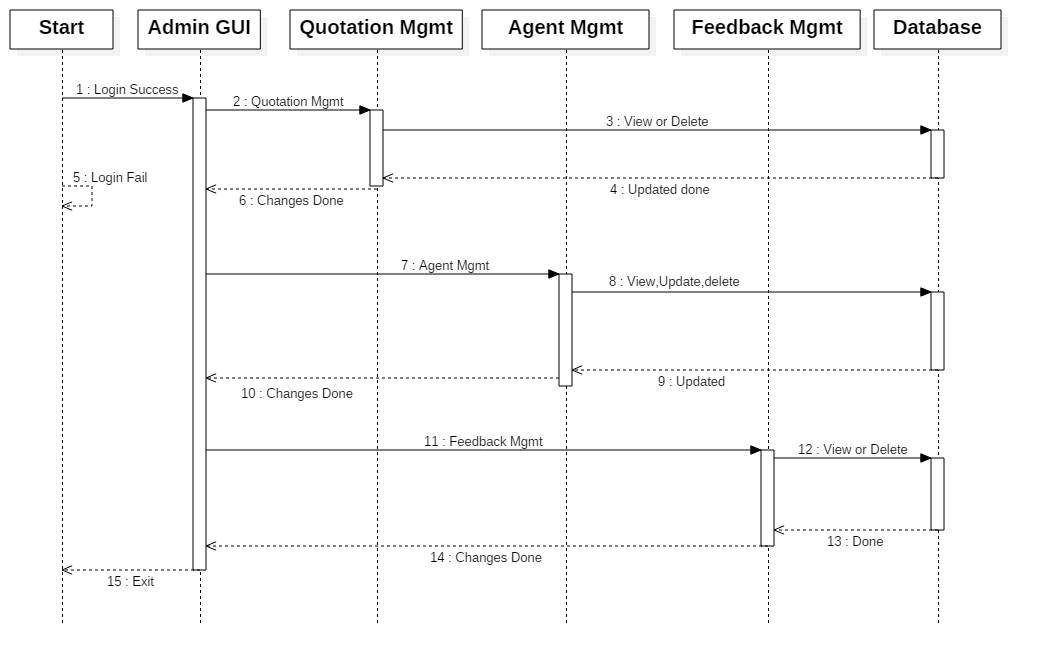 Start
Admin GUI
Quotation Mgmt
Agent Mgmt
Feedback Mgmt
Database
1 : Login Success
2 : Quotation Mgmt
3 : View or Delete
5 : Login Fail
4 : Updated done
6 : Changes Done
7 : Agent Mgmt
8 : View,Update,delete
9 : Updated
10 : Changes Done
11 : Feedback Mgmt
12 : View or Delete
13 : Done
14 : Changes Done
15 : Exit